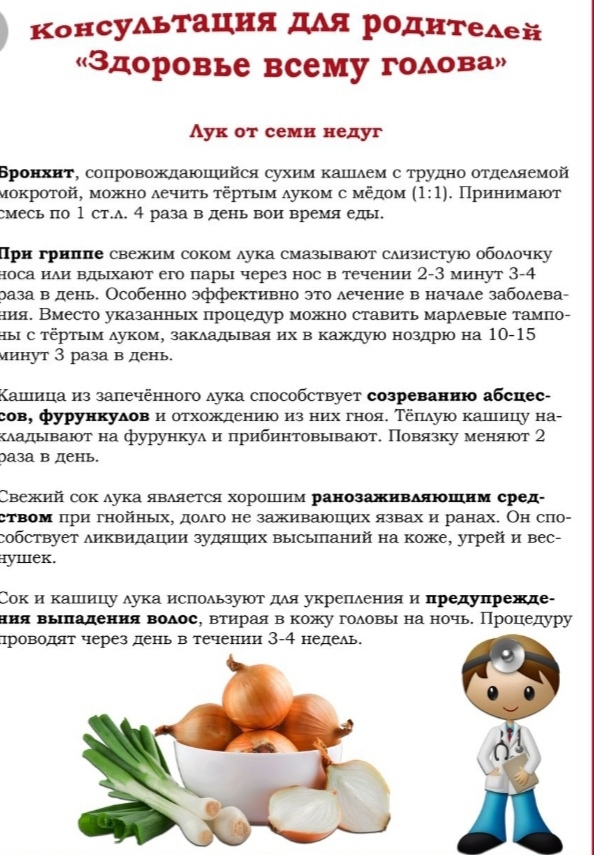 Консультация для родителей
«Здоровье всему голова»
Лук от семи недуг
Бронхит, сопровождающийся сухим кашлем с трудно отделяемой
мокротой, можно лечить тёртым луком с мёдом (1:1). Принимают
смесь по 1 ст.л. 4 раза в день вои время еды.
При гриппе свежим соком лука смазывают слизистую оболочку
носа или вдыхают его пары через нос в течении 2-3 минут 3-4
раза в день. Особенно эффективно это лечение в начале заболева-
ния. Вместо указанных процедур можно ставить марлевые тампо-
ны с тёртым луком, закладывая их в каждую ноздрю на 10-15
минут 3 раза в день.
Кашица из запечённого лука способствует созреванию абсцес-
сов, фурункулов и отхождению из них гноя. Тёплую кашицу на-
кладывают на фурункул и прибинтовывают. Повязку меняют 2
раза в день.
Свежий сок лука является хорошим ранозаживляющим сред-
ством при гнойных, долго не заживающих язвах и ранах. Он спо-
собствует ликвидации зудящих высыпаний на коже, угрей и вес-
нушек.
Сок и кашицу лука используют для укрепления и предупрежде-
ния выпадения волос, втирая в кожу головы на ночь. Процедуру
проводят через день в течении 3-4 недель.